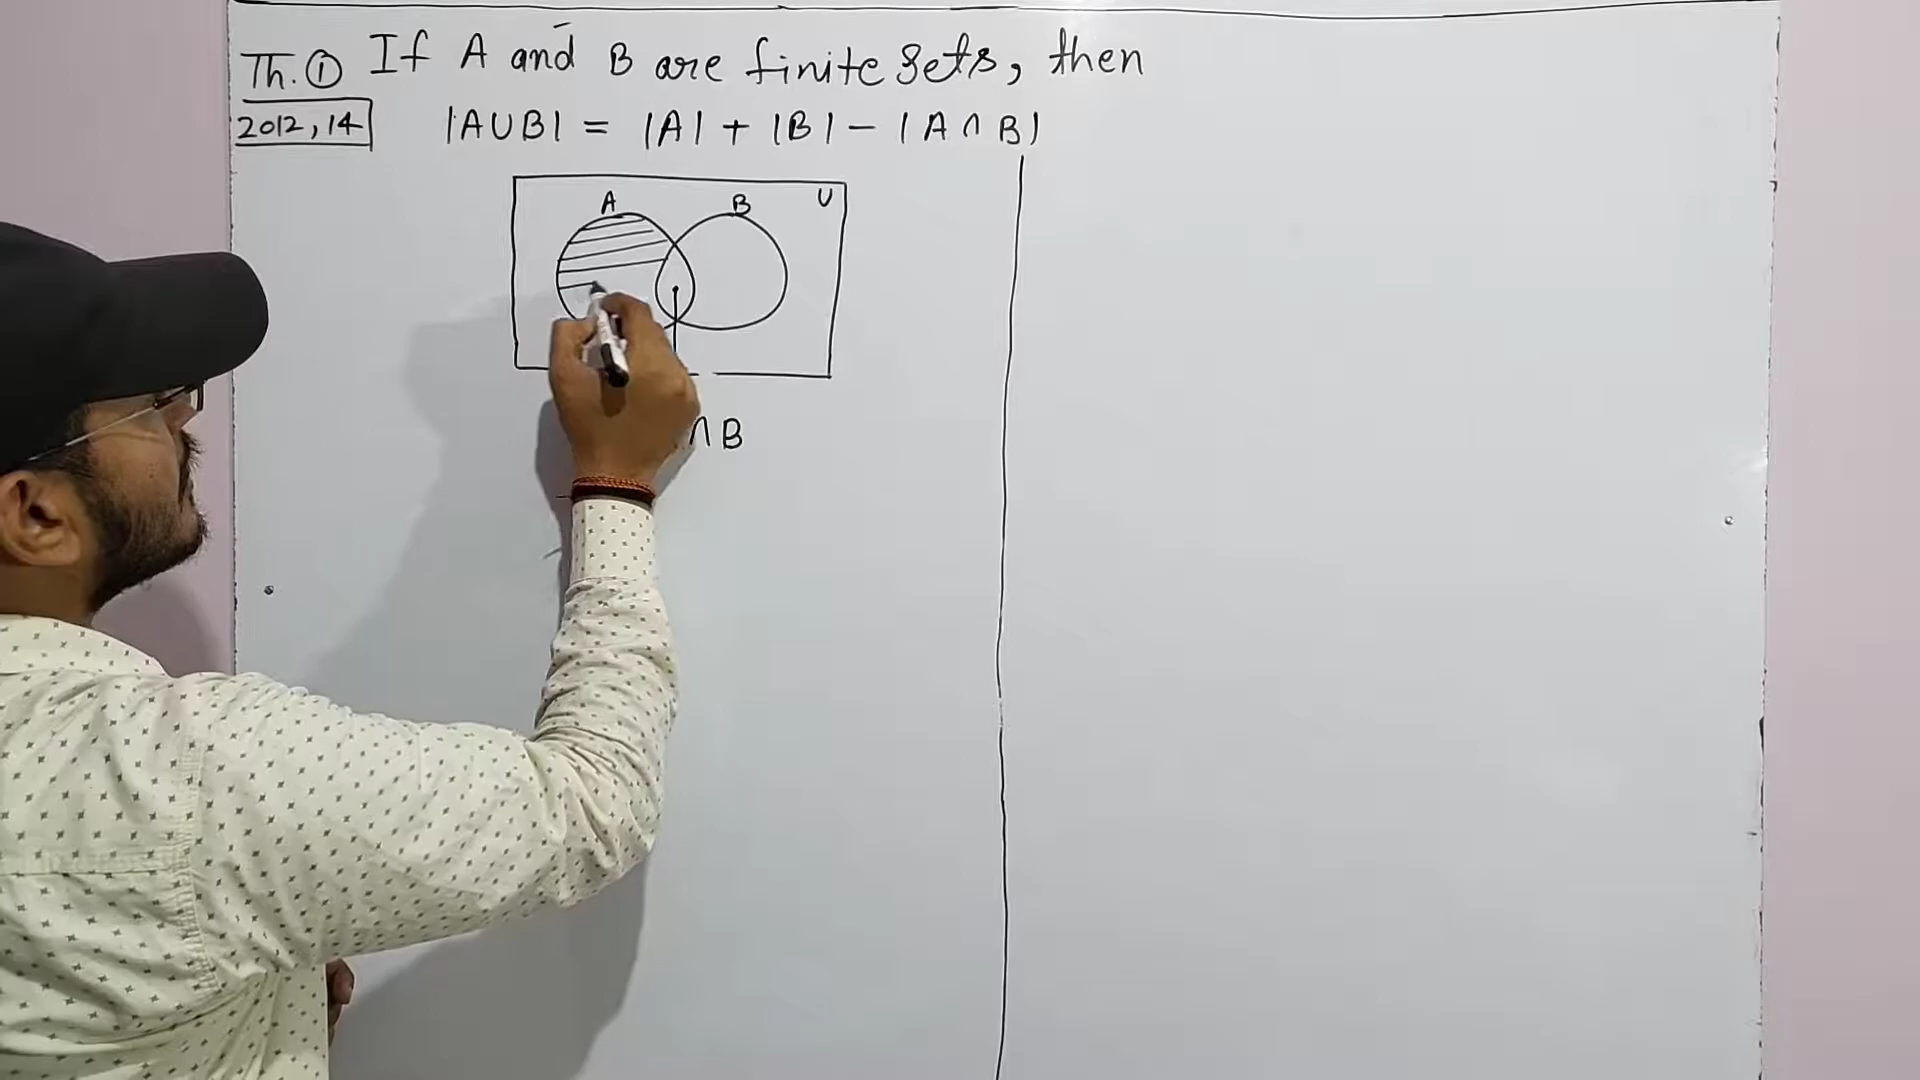 Th. ① If A and B are finite sets, then
2012, 14 |A∪B| = |A| + |B| - |A ∩ B|
A B U
∩ B